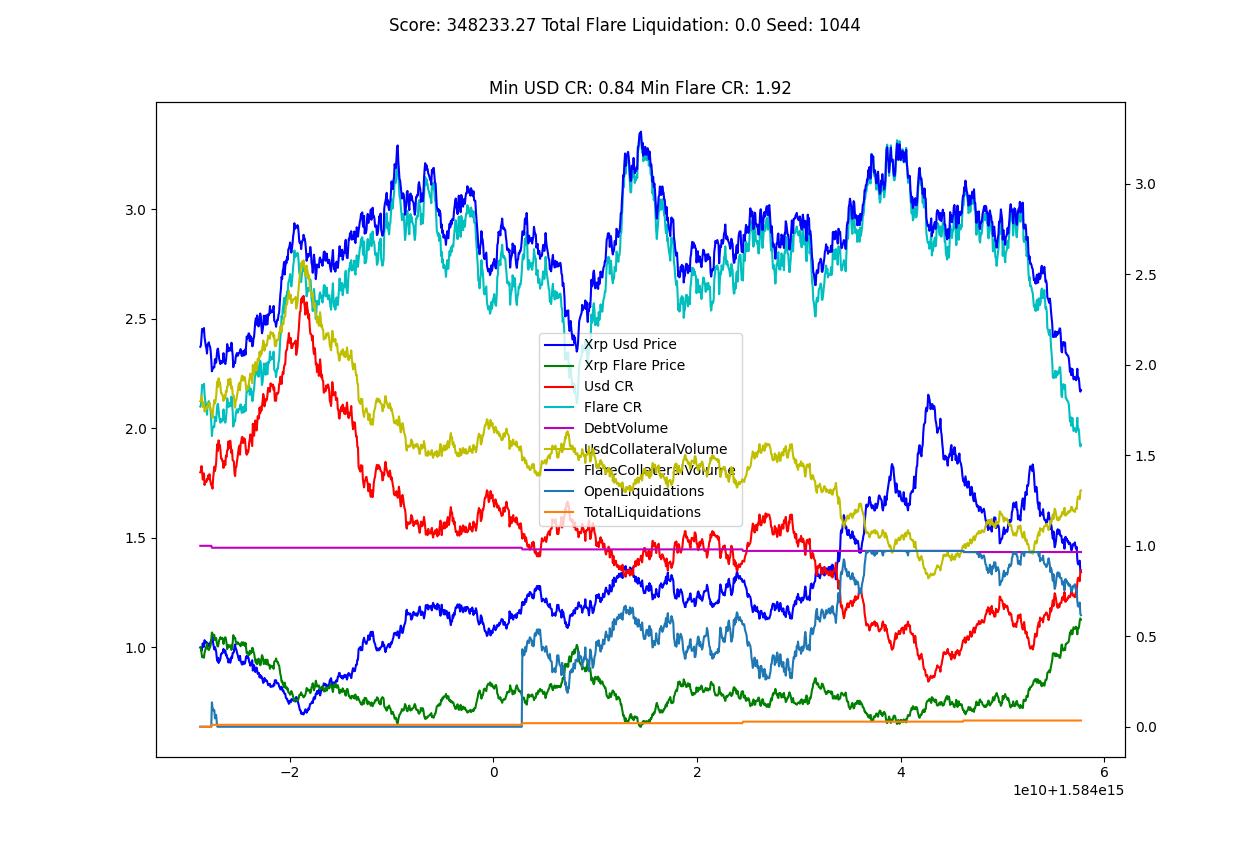 Score: 348233.27 Total Flare Liquidation: 0.0 Seed: 1044
Min USD CR: 0.84 Min Flare CR: 1.92
3.0
2.5
2.0
1.5
1.0
3.0
2.5
2.0
1.5
1.0
0.5
0.0
Xrp Usd Price
Xrp Flare Price
Usd CR
Flare CR
DebtVolume
UsdCollateralVolume
FlareCollateralVolume
OpenLiquidations
TotalLiquidations
−2 0 2 4 6
1e10+1.584e15